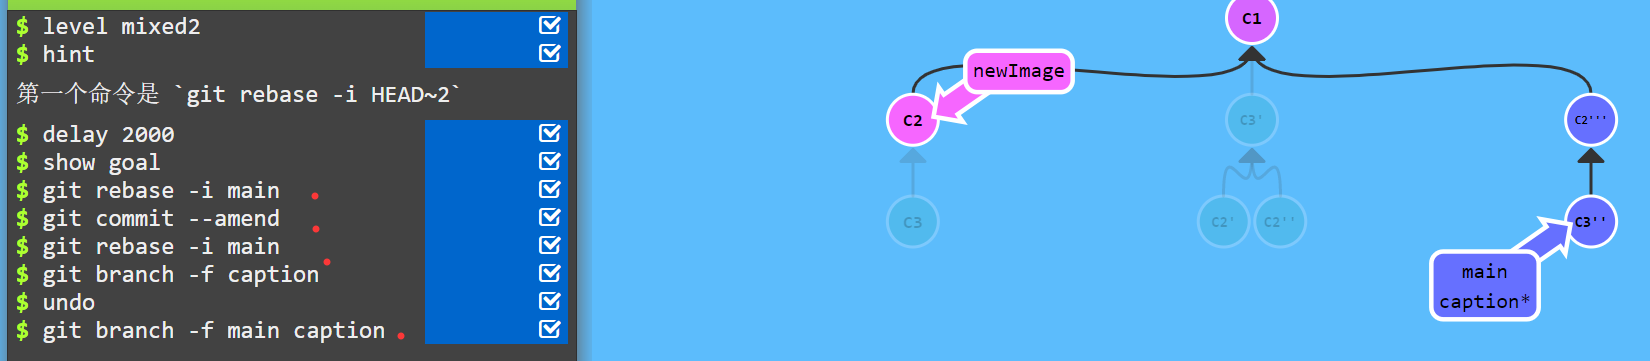 $ level mixed2
$ hint
第一个命令是 `git rebase -i HEAD~2`
$ delay 2000
$ show goal
$ git rebase -i main
$ git commit --amend
$ git rebase -i main
$ git branch -f caption
$ undo
$ git branch -f main caption
C1
newImage
C2
C3'
C2'''
C3
C2'
C2''
C3''
main
caption*